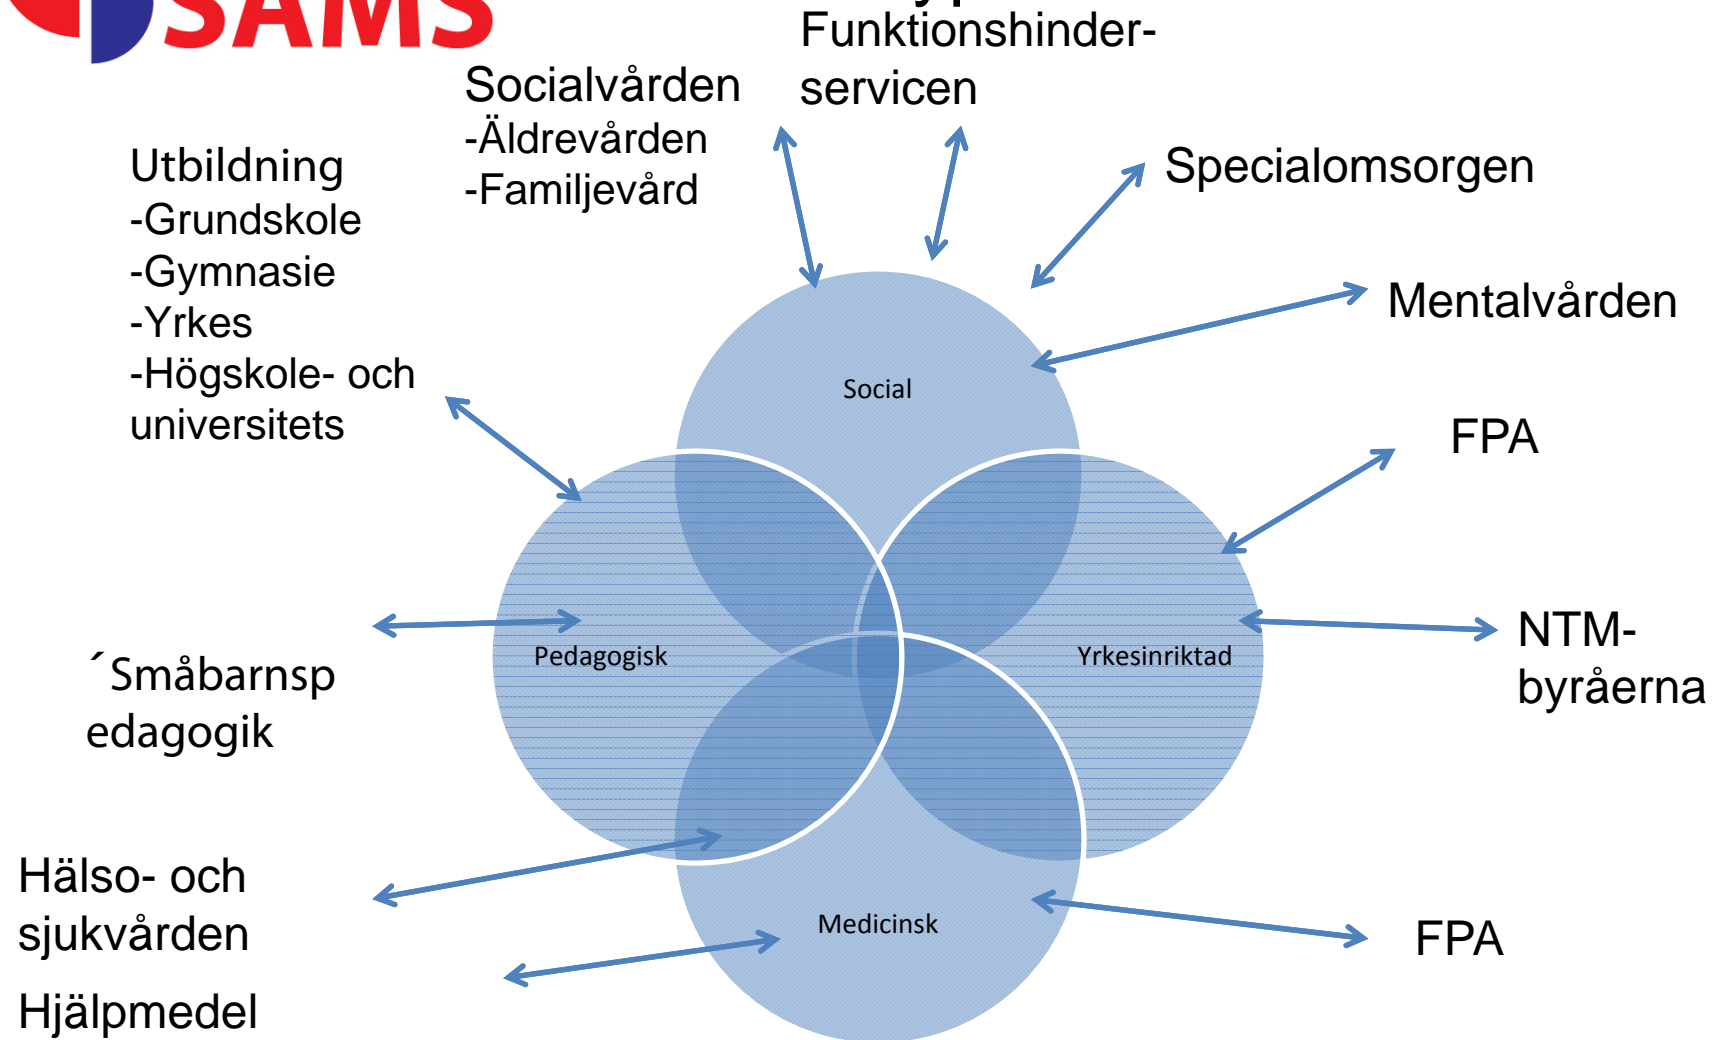 SAMS
Funktionshinder-
servicen
Socialvården
-Äldrevården
-Familjevård
Utbildning
-Grundskole
-Gymnasie
-Yrkes
-Högskole- och
universitets
Specialomsorgen
Mentalvården
Social
FPA
´Småbarnsp
edagogik
Pedagogisk
Yrkesinriktad
NTM-
byråerna
Hälso- och
sjukvården
Hjälpmedel
Medicinsk
FPA